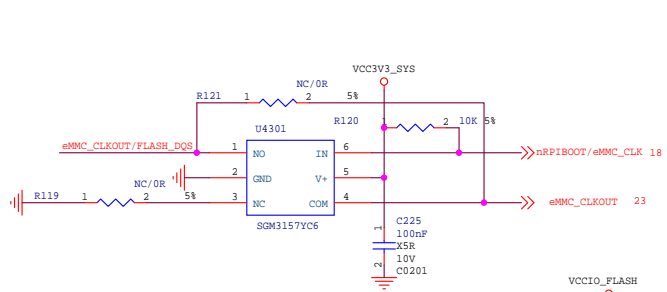 VCC3V3_SYS
NC/0R
R121 1 2 5%
R120 1 2 10K 5%
U4301
eMMC_CLKOUT/FLASH_DQS 1 NO IN 6 nRPIBOOT/eMMC_CLK 18
2 GND V+ 5
NC/0R
R119 1 2 5% 3 NC COM 4 eMMC_CLKOUT 23
SGM3157YC6
C225
1 100nF
X5R
2 10V
C0201
VCCIO_FLASH